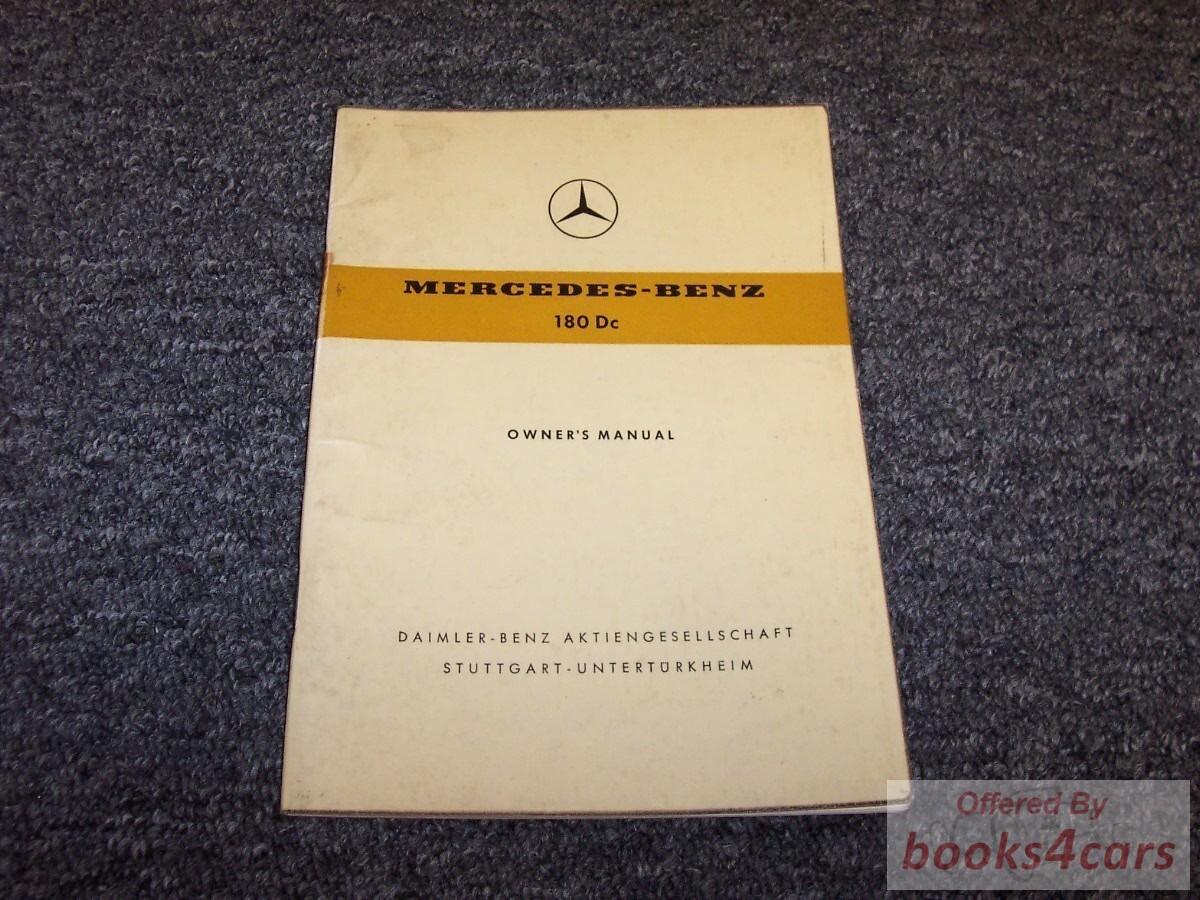 MERCEDES-BENZ
180 Dc
OWNER'S MANUAL
DAIMLER-BENZ AKTIENGESELLSCHAFT
STUTTGART-UNTERTÜRKHEIM
Offered By
books4cars